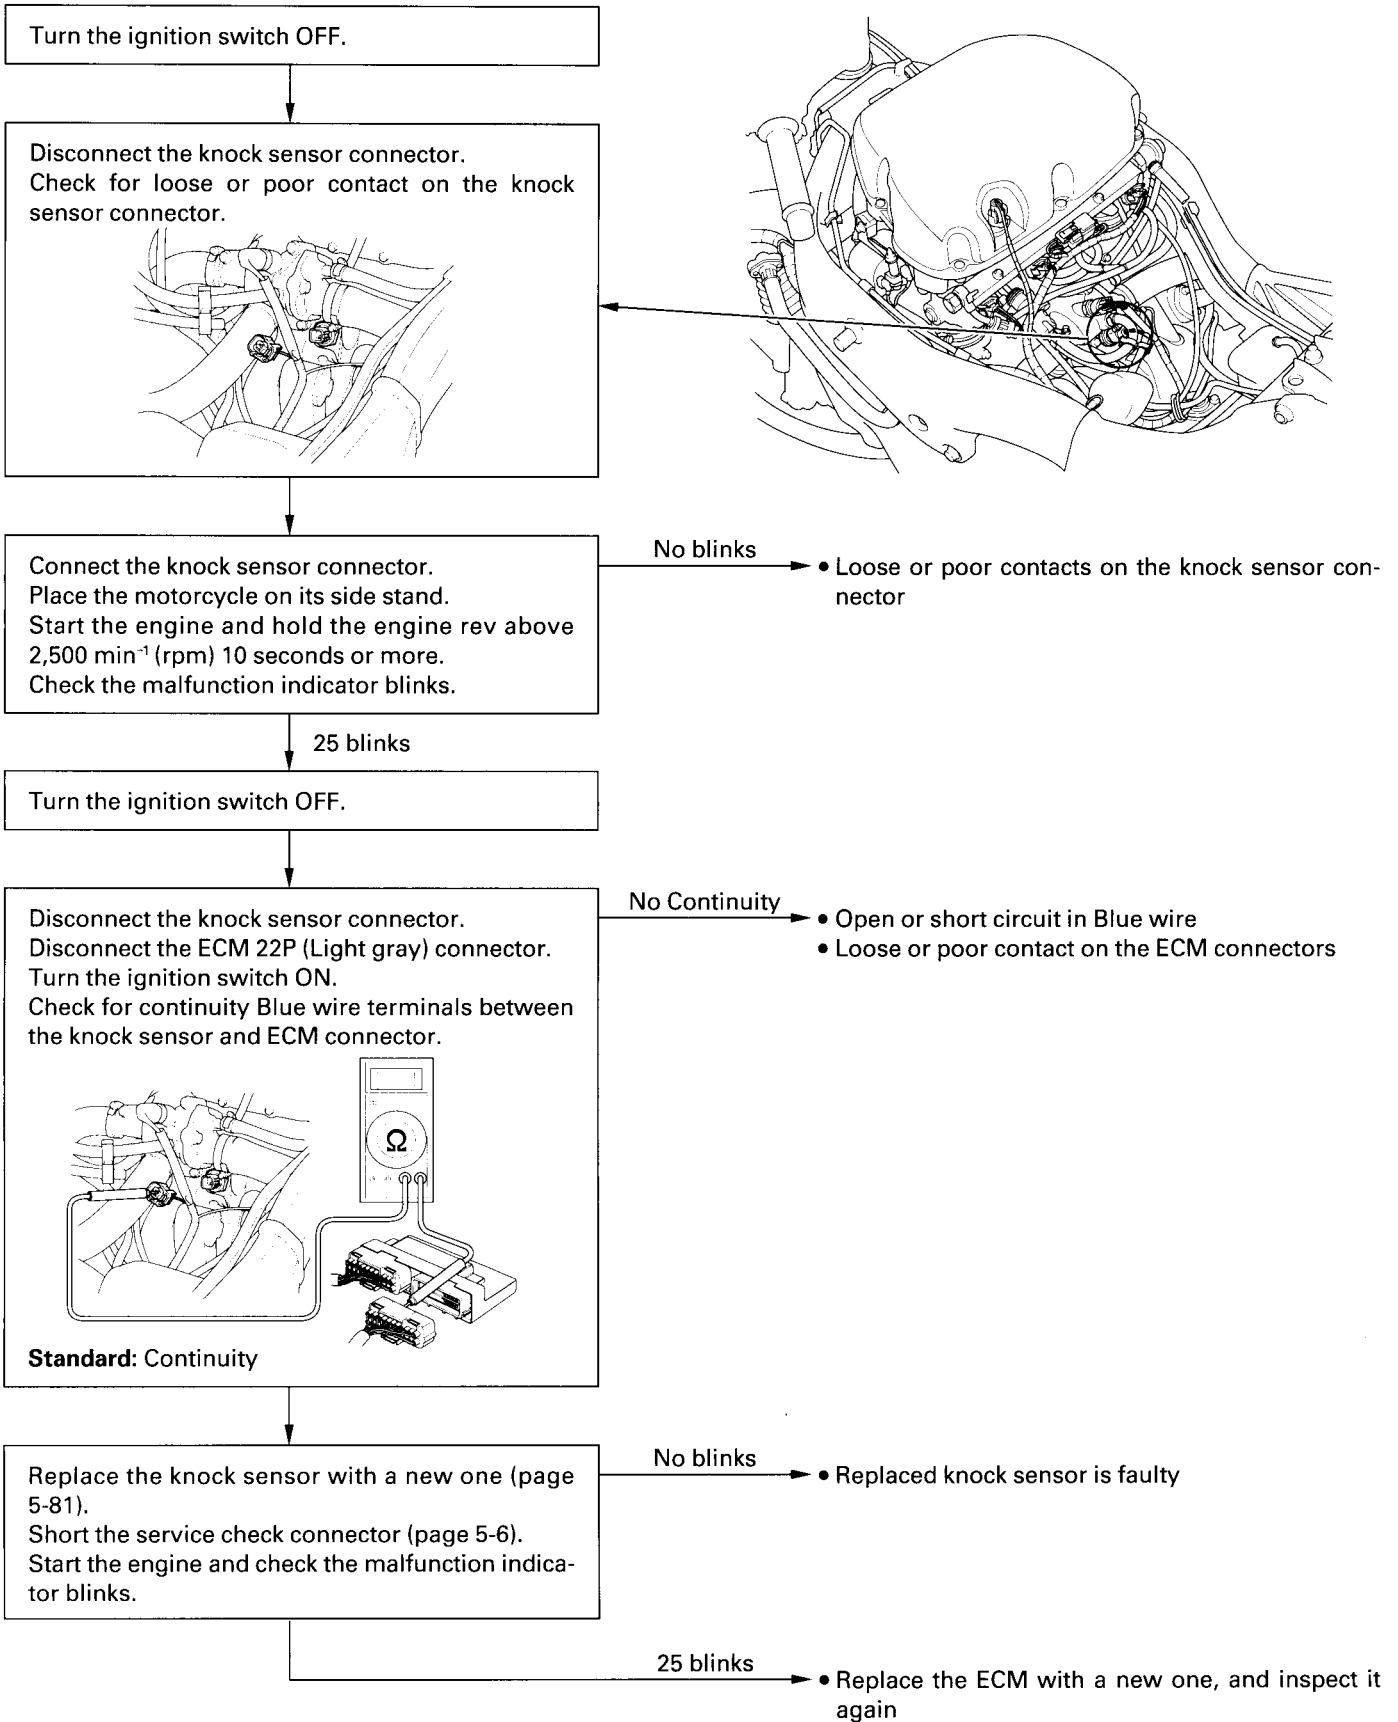 Turn the ignition switch OFF.
Disconnect the knock sensor connector.
Check for loose or poor contact on the knock
sensor connector.
Connect the knock sensor connector.
Place the motorcycle on its side stand.
Start the engine and hold the engine rev above
2,500 min⁻¹ (rpm) 10 seconds or more.
Check the malfunction indicator blinks.
No blinks
• Loose or poor contacts on the knock sensor con-
nector
25 blinks
Turn the ignition switch OFF.
Disconnect the knock sensor connector.
Disconnect the ECM 22P (Light gray) connector.
Turn the ignition switch ON.
Check for continuity Blue wire terminals between
the knock sensor and ECM connector.
No Continuity
• Open or short circuit in Blue wire
• Loose or poor contact on the ECM connectors
Ω
Standard: Continuity
Replace the knock sensor with a new one (page
5-81).
Short the service check connector (page 5-6).
Start the engine and check the malfunction indica-
tor blinks.
No blinks
• Replaced knock sensor is faulty
25 blinks
• Replace the ECM with a new one, and inspect it
again